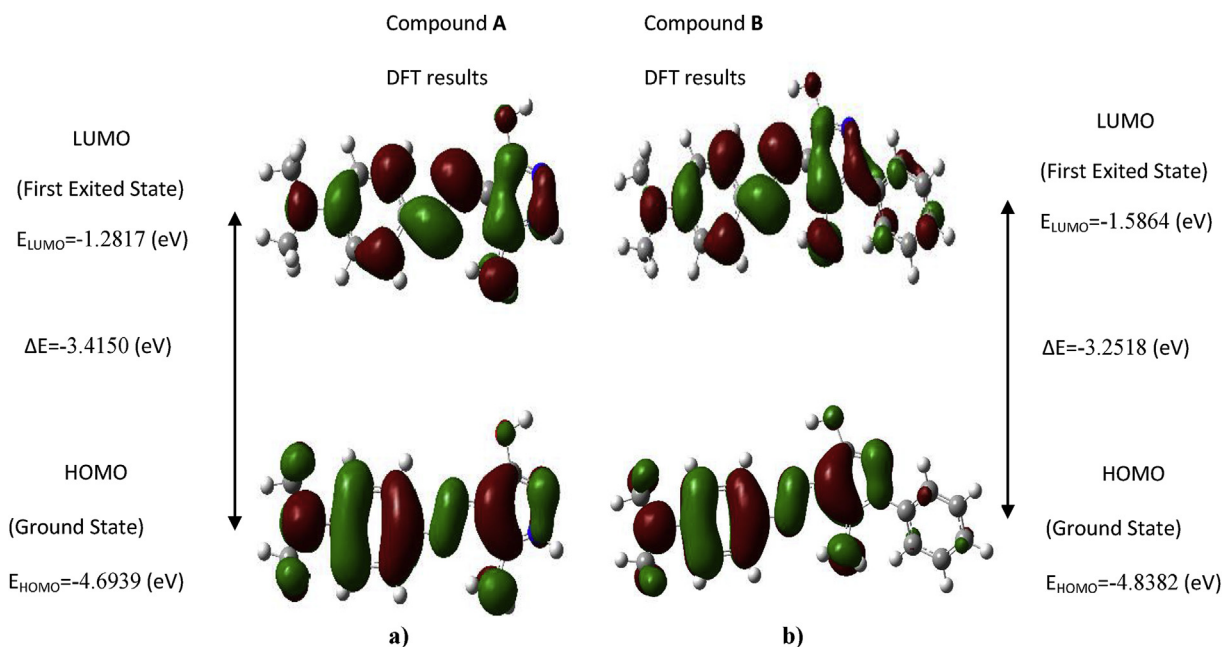 Compound A
DFT results
Compound B
DFT results
LUMO
(First Exited State)
E_LUMO=-1.2817 (eV)
ΔE=-3.4150 (eV)
HOMO
(Ground State)
E_HOMO=-4.6939 (eV)
LUMO
(First Exited State)
E_LUMO=-1.5864 (eV)
ΔE=-3.2518 (eV)
HOMO
(Ground State)
E_HOMO=-4.8382 (eV)
a)
b)